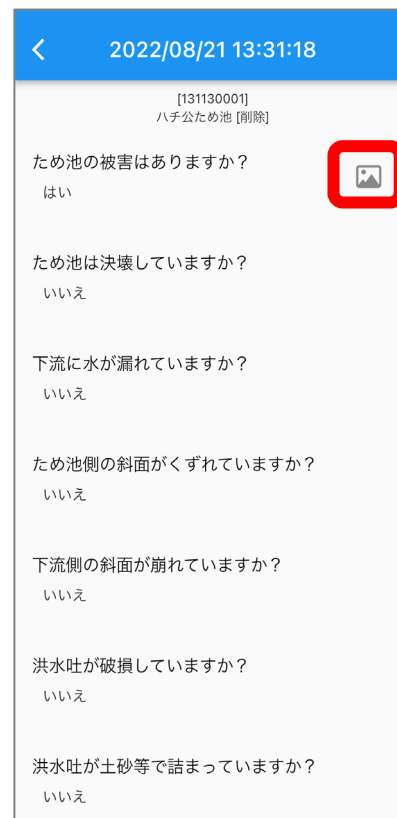 2022/08/21 13:31:18
[131130001]
ハチ公ため池 [削除]
ため池の被害はありますか？
はい
ため池は決壊していますか？
いいえ
下流に水が漏れていますか？
いいえ
ため池側の斜面がくずれていますか？
いいえ
下流側の斜面が崩れていますか？
いいえ
洪水吐が破損していますか？
いいえ
洪水吐が土砂等で詰まっていますか？
いいえ